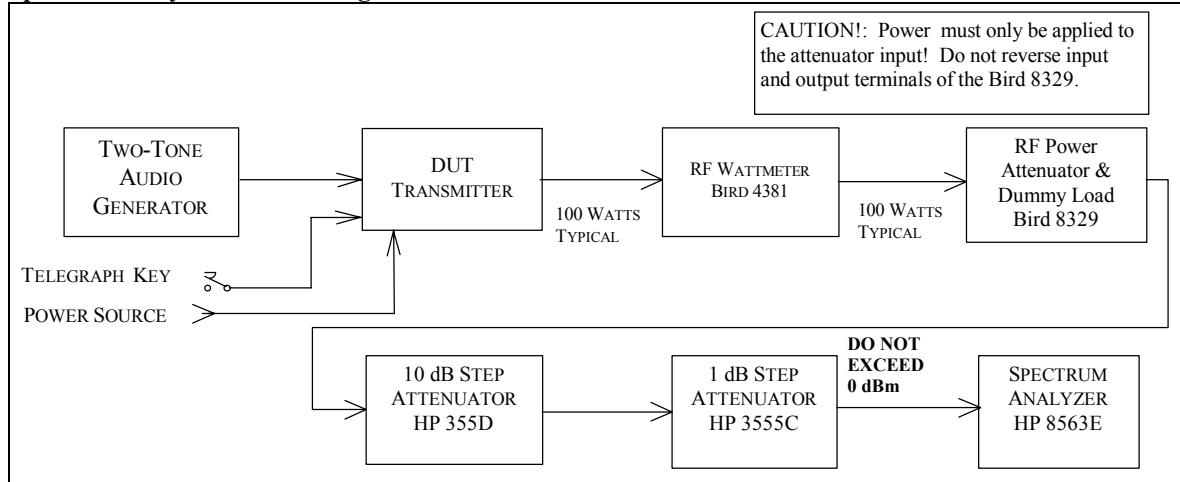 CAUTION!: Power must only be applied to
the attenuator input! Do not reverse input
and output terminals of the Bird 8329.
TWO-TONE
AUDIO
GENERATOR
DUT
TRANSMITTER
100 WATTS
TYPICAL
RF WATTMETER
BIRD 4381
100 WATTS
TYPICAL
RF Power
Attenuator &
Dummy Load
Bird 8329
TELEGRAPH KEY
POWER SOURCE
10 dB STEP
ATTENUATOR
HP 355D
1 dB STEP
ATTENUATOR
HP 3555C
DO NOT
EXCEED
0 dBm
SPECTRUM
ANALYZER
HP 8563E